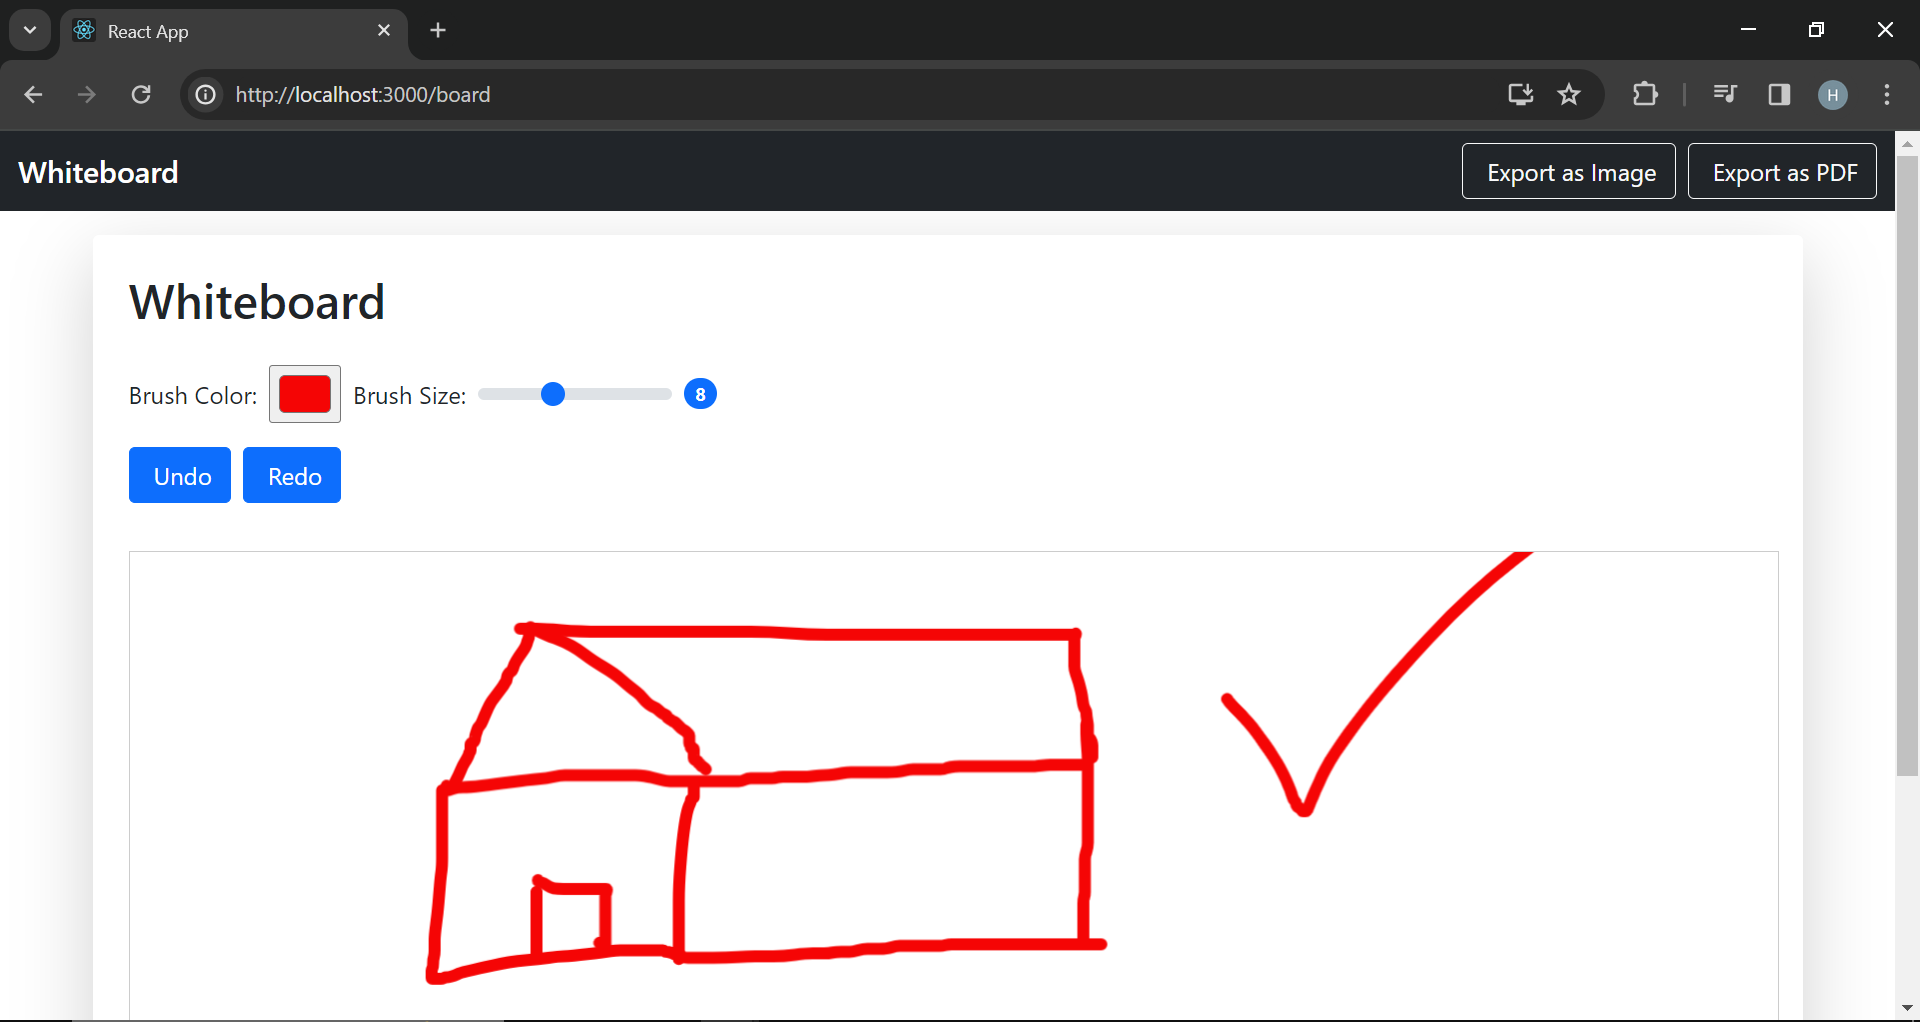 React App
http://localhost:3000/board
H
Whiteboard
Export as Image
Export as PDF
Whiteboard
Brush Color:
Brush Size:
8
Undo
Redo